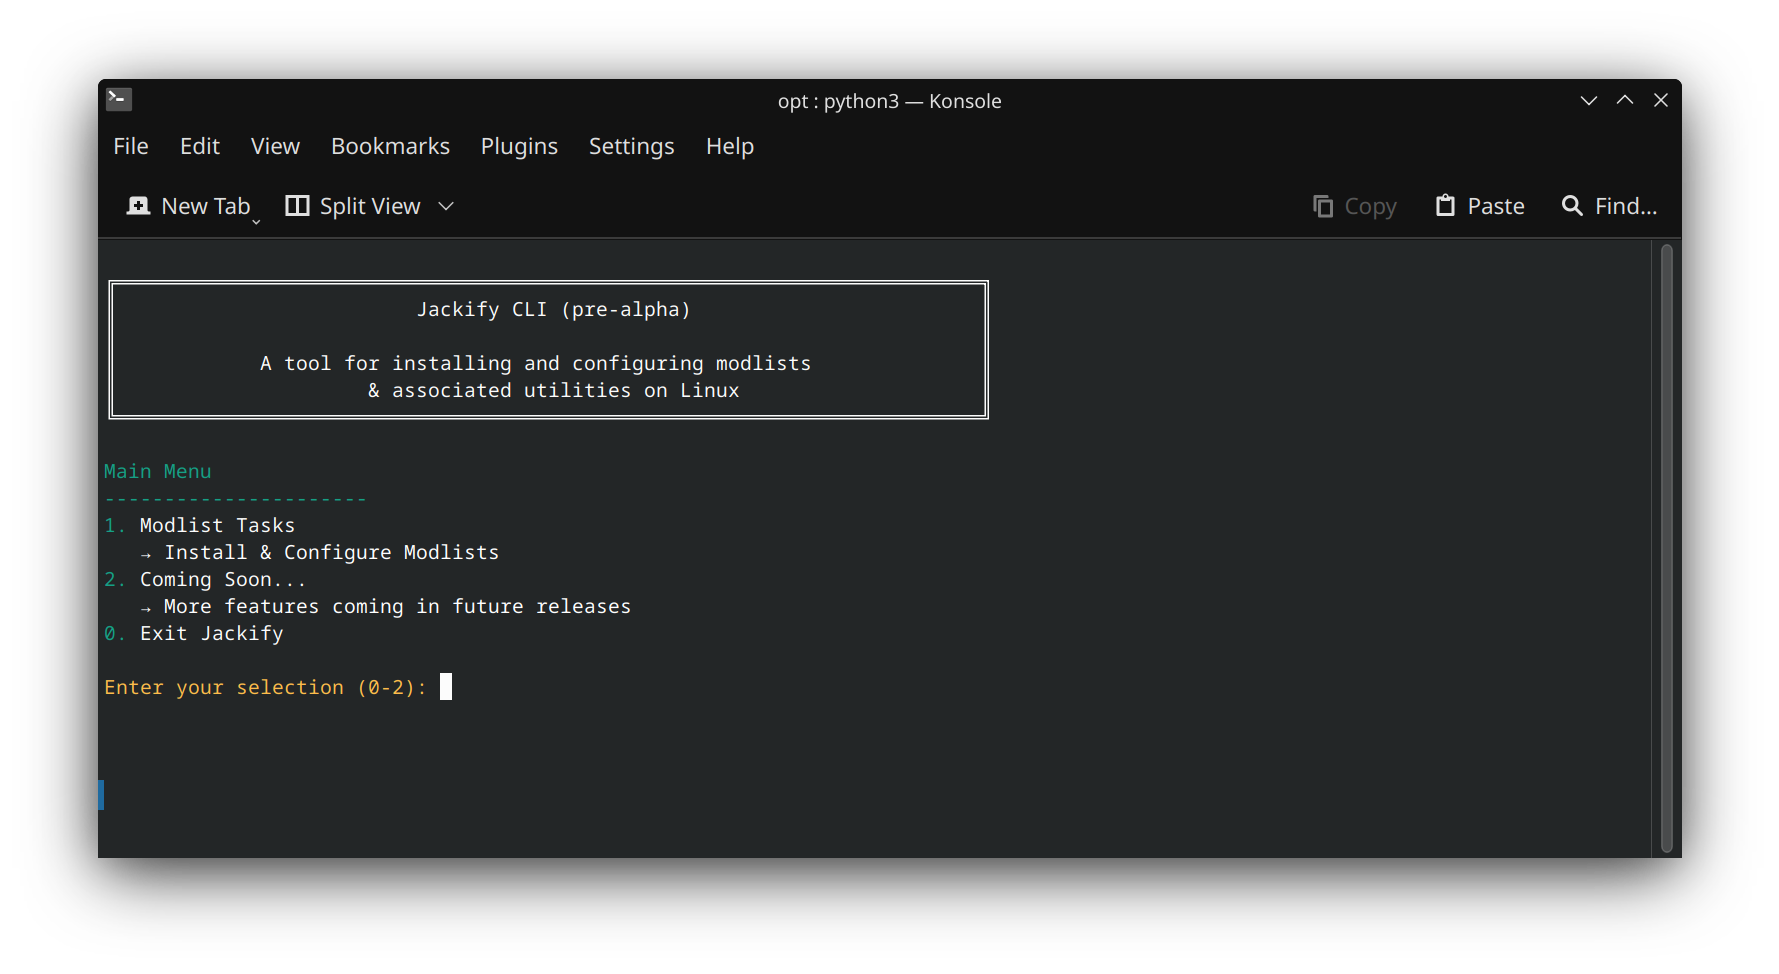 opt : python3 — Konsole
File Edit View Bookmarks Plugins Settings Help
New Tab Split View Copy Paste Find...
Jackify CLI (pre-alpha)
A tool for installing and configuring modlists
& associated utilities on Linux
Main Menu
----------------------
1. Modlist Tasks
→ Install & Configure Modlists
2. Coming Soon...
→ More features coming in future releases
0. Exit Jackify
Enter your selection (0-2):